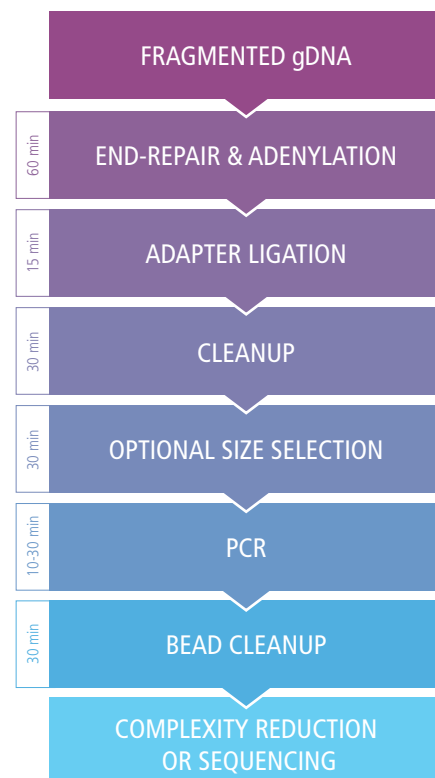 FRAGMENTED gDNA
60 min
END-REPAIR & ADENYLATION
15 min
ADAPTER LIGATION
30 min
CLEANUP
30 min
OPTIONAL SIZE SELECTION
10-30 min
PCR
30 min
BEAD CLEANUP
COMPLEXITY REDUCTION
OR SEQUENCING